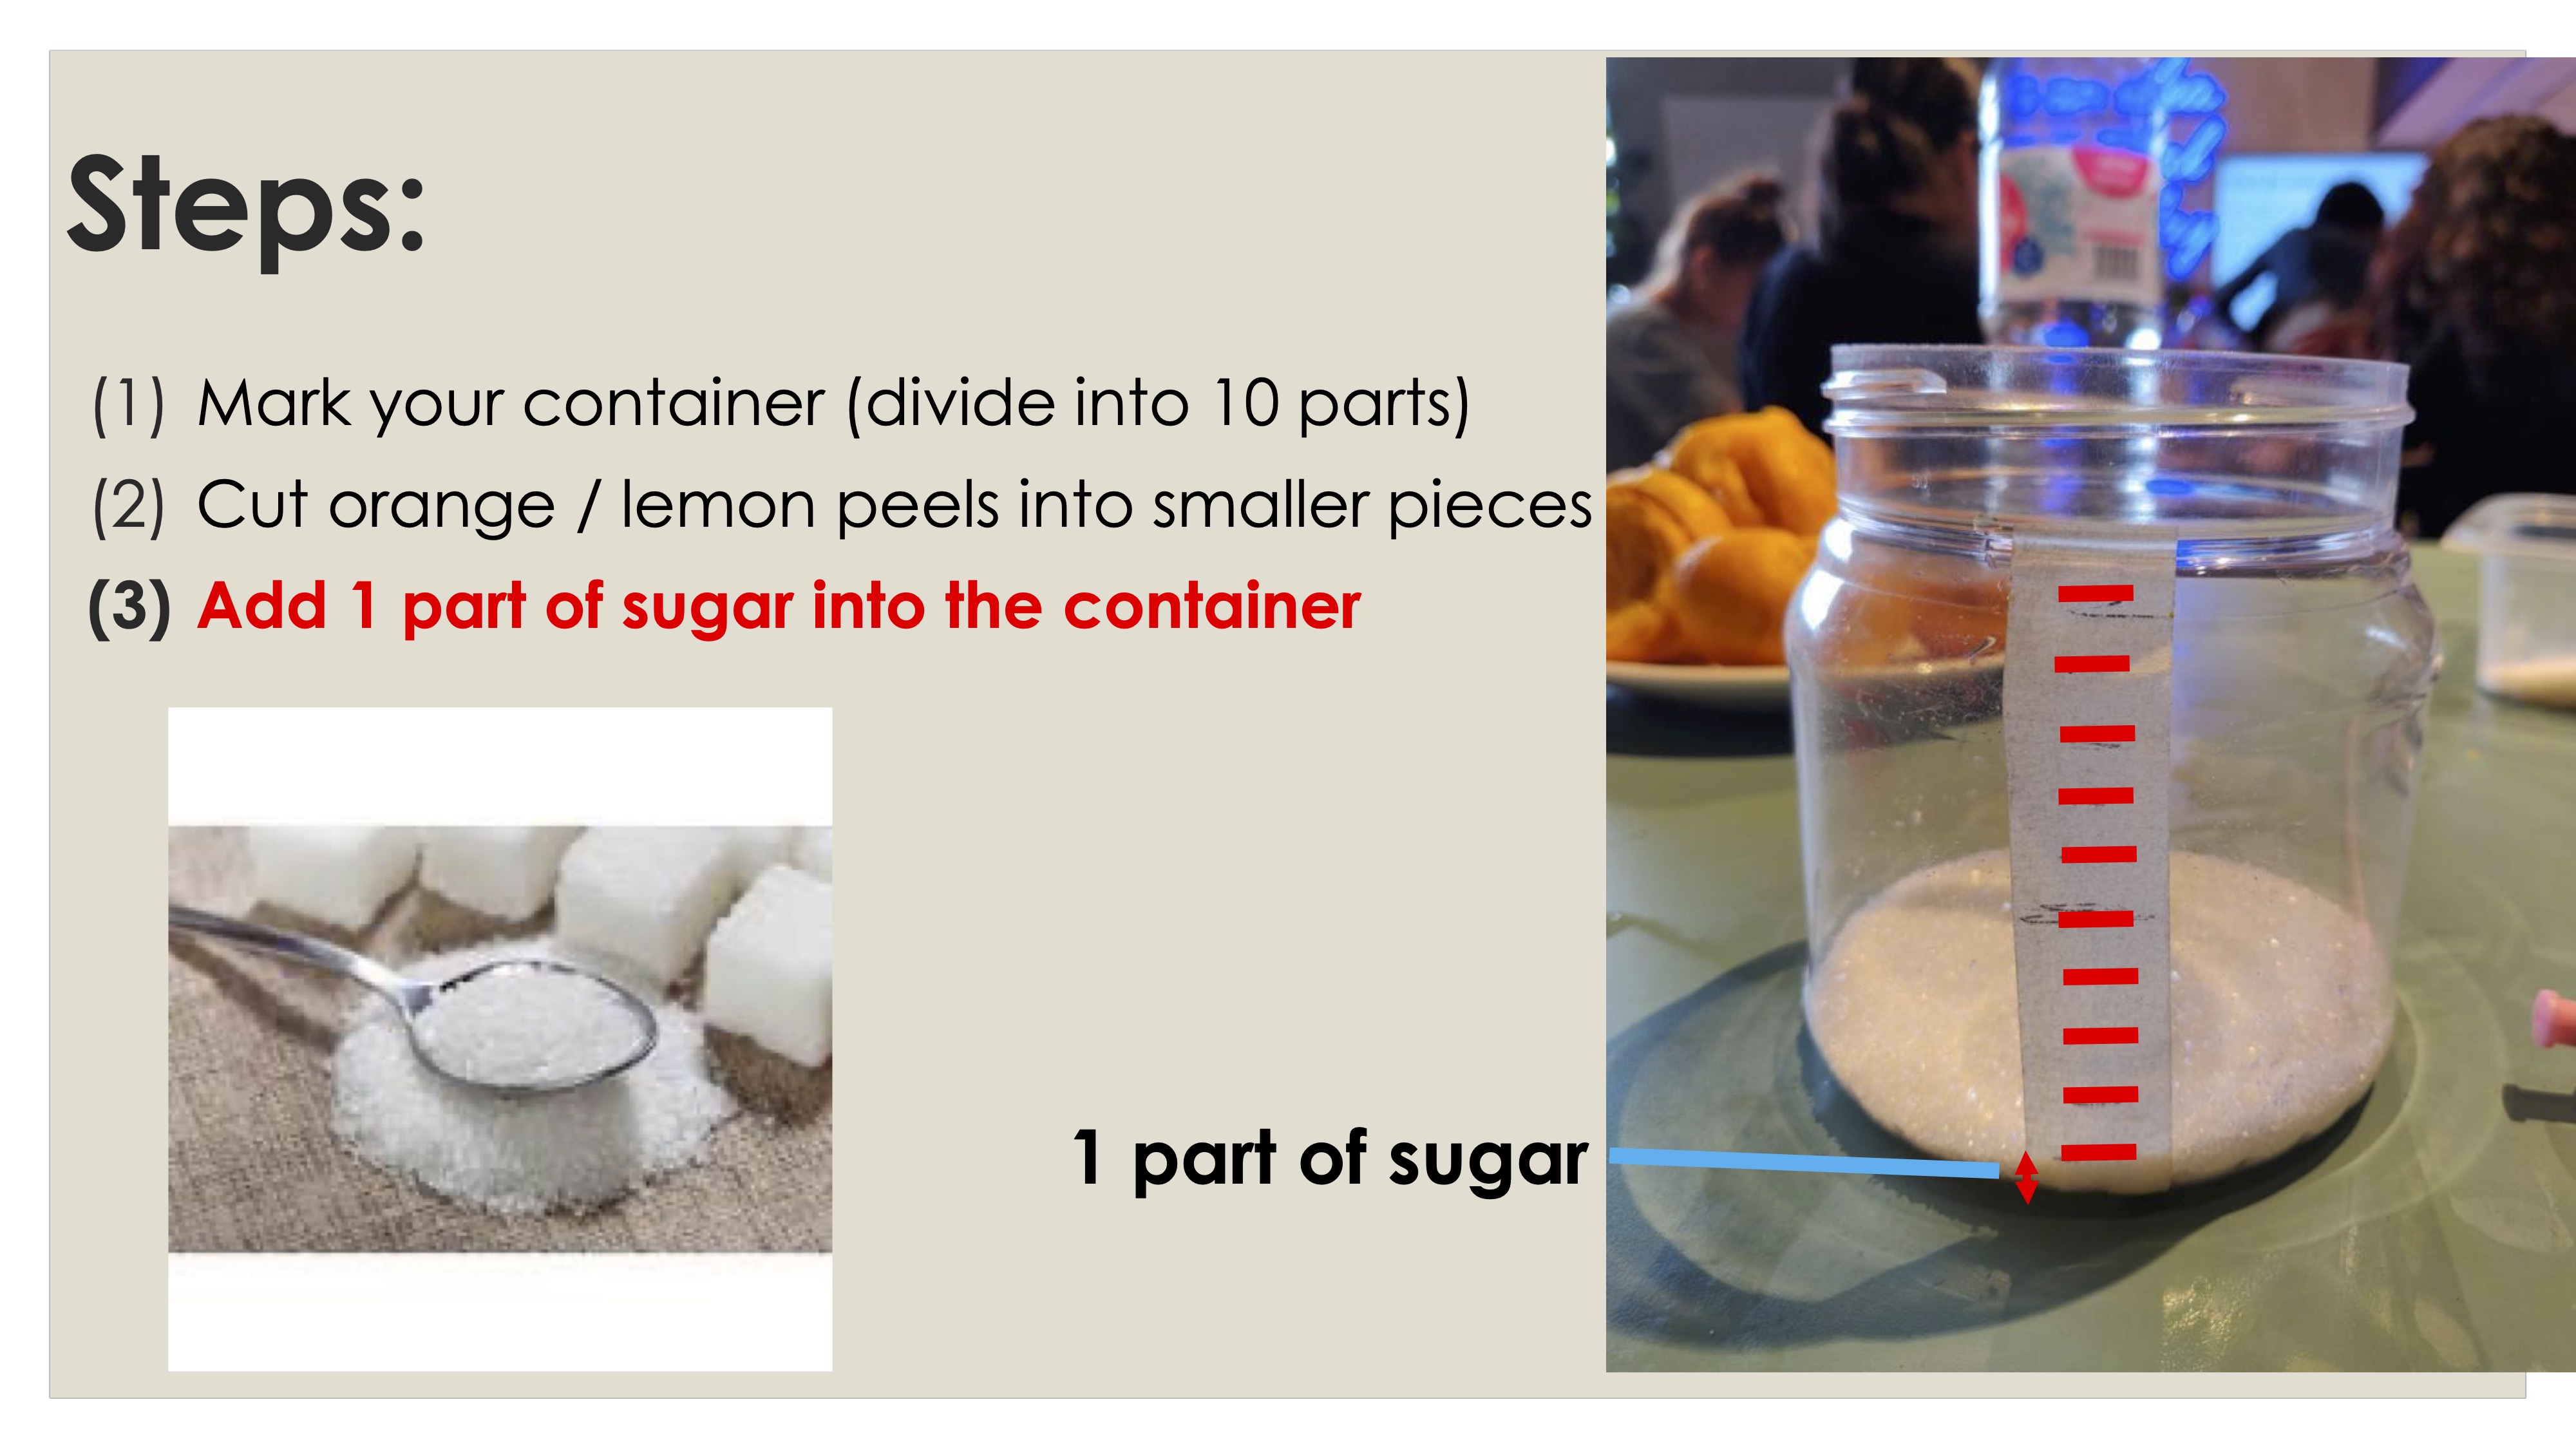 Steps:
(1) Mark your container (divide into 10 parts)
(2) Cut orange / lemon peels into smaller pieces
(3) Add 1 part of sugar into the container
1 part of sugar